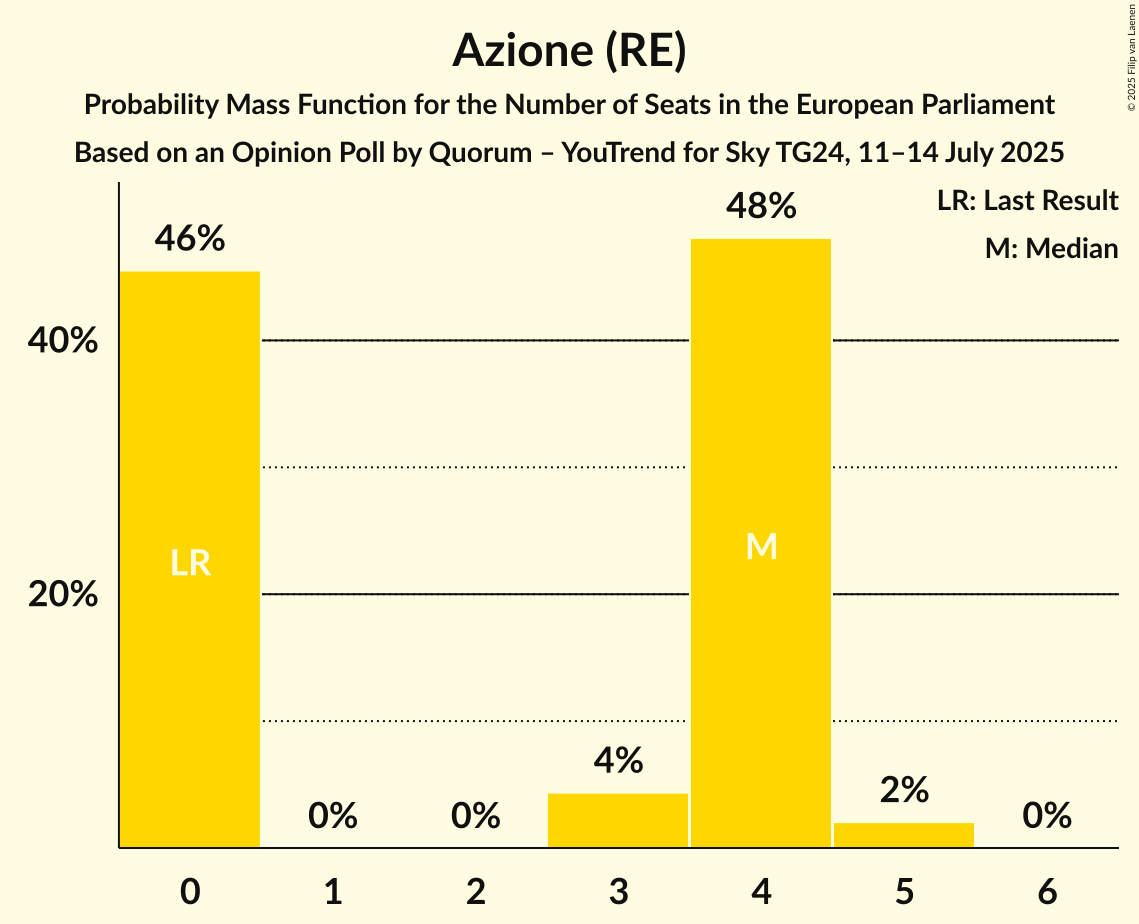 Azione (RE)
Probability Mass Function for the Number of Seats in the European Parliament
Based on an Opinion Poll by Quorum – YouTrend for Sky TG24, 11–14 July 2025
© 2025 Filip van Laenen
LR: Last Result
M: Median
46%
48%
40%
LR
M
20%
4%
2%
0%
0%
0%
0
1
2
3
4
5
6